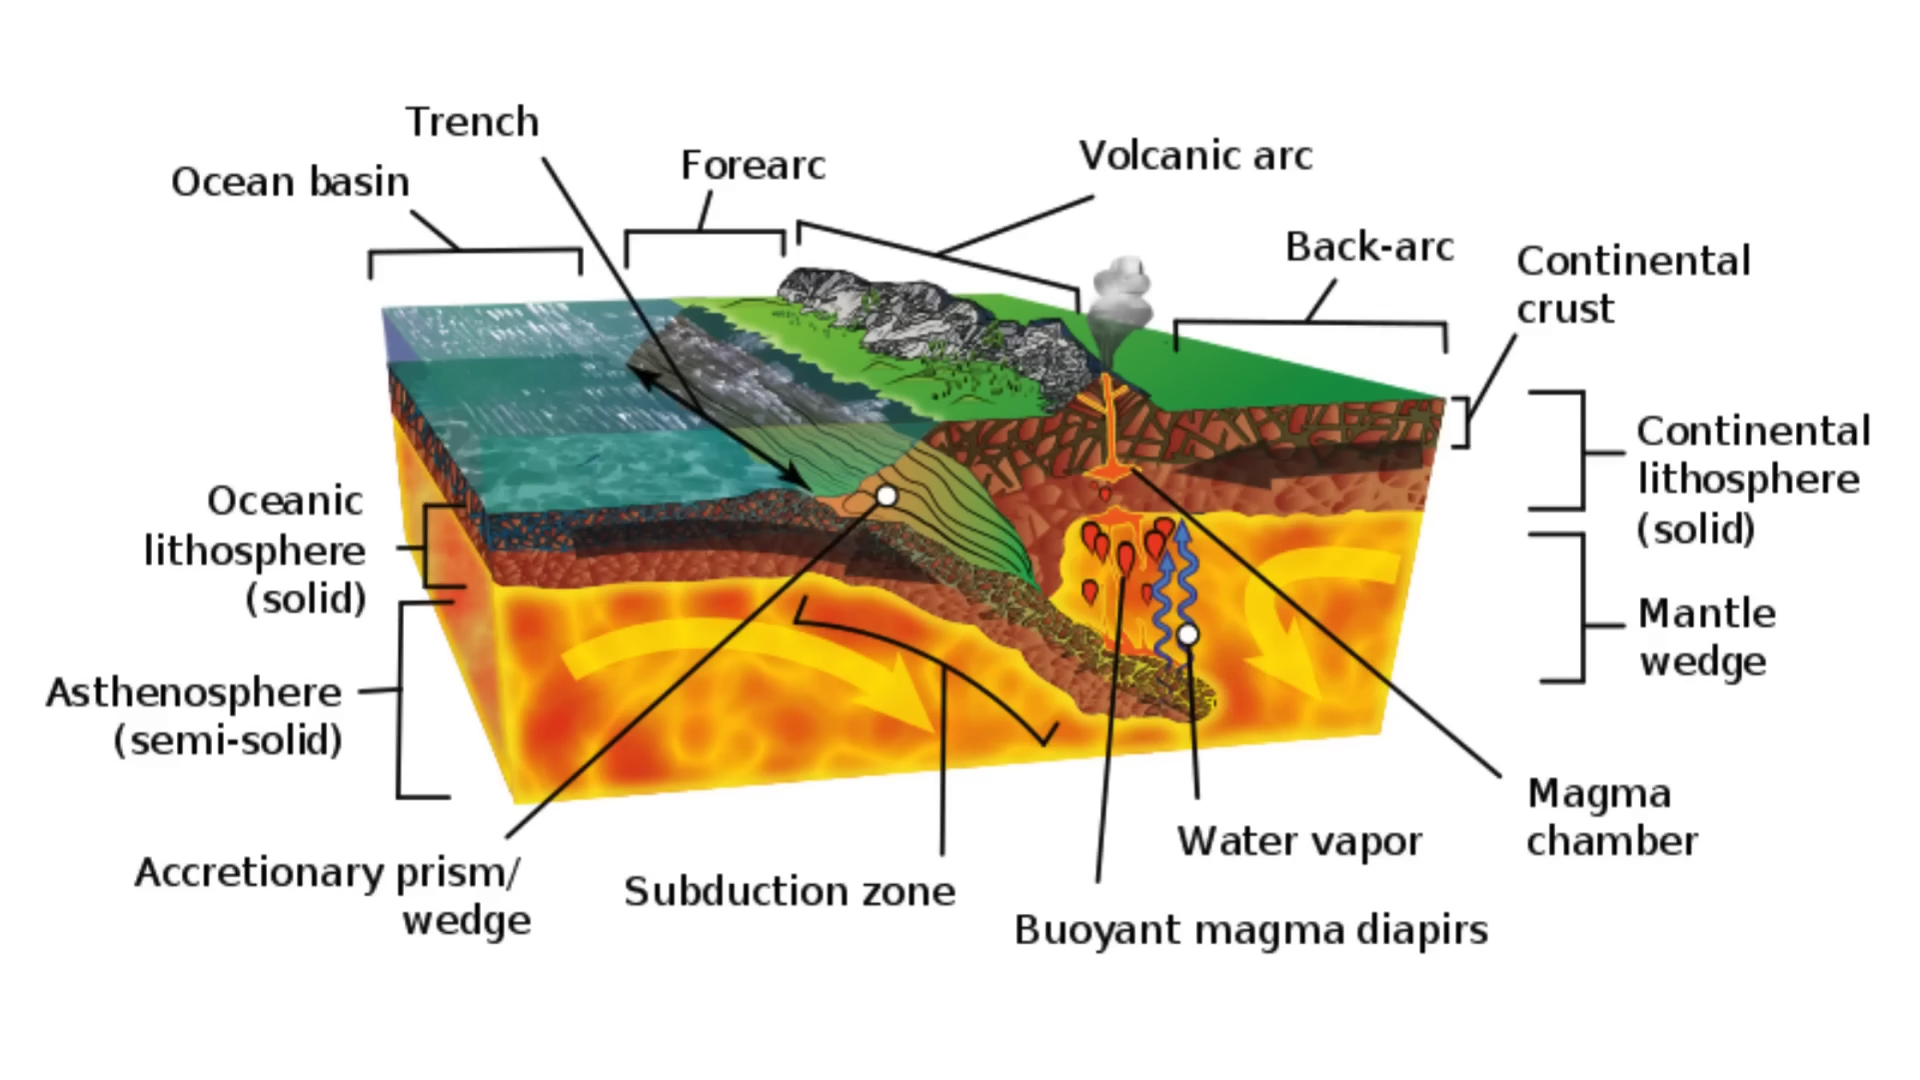 Trench
Ocean basin
Forearc
Volcanic arc
Back-arc
Continental
crust
Continental
lithosphere
(solid)
Oceanic
lithosphere
(solid)
Mantle
wedge
Asthenosphere
(semi-solid)
Magma
chamber
Water vapor
Accretionary prism/
wedge
Subduction zone
Buoyant magma diapirs